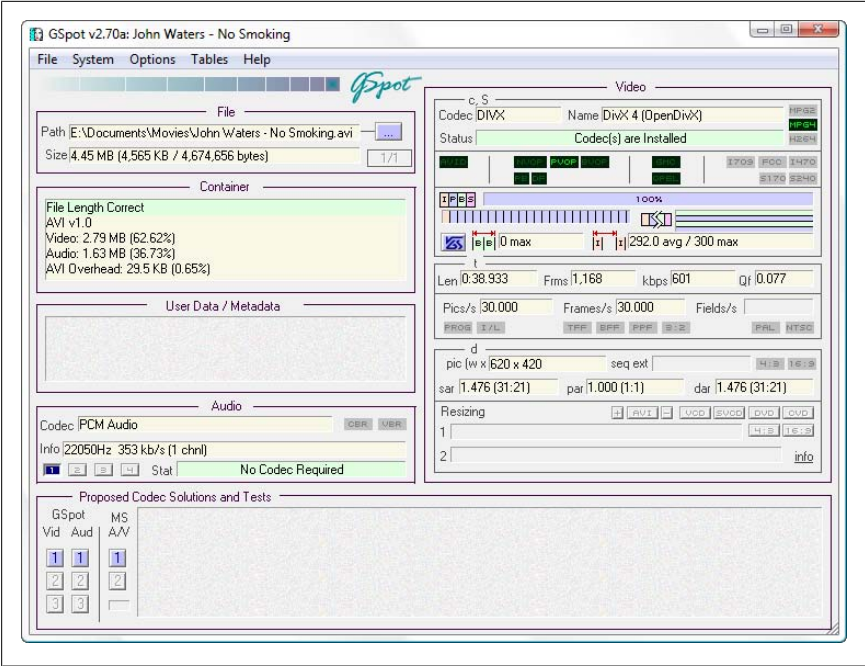 GSpot v2.70a: John Waters - No Smoking
File System Options Tables Help
GSpot
File
Path E:\Documents\Movies\John Waters - No Smoking.avi ...
Size 4.45 MB (4,565 KB / 4,674,656 bytes) 1/1
Container
File Length Correct
AVI v1.0
Video: 2.79 MB (62.62%)
Audio: 1.63 MB (36.73%)
AVI Overhead: 29.5 KB (0.65%)
User Data / Metadata
Audio
Codec PCM Audio CBR VBR
Info 22050Hz 353 kb/s (1 chnl)
1 2 3 4 Stat No Codec Required
Video
c, S
Codec DIVX Name DivX 4 (OpenDivX) MPG2
MPG4
Status Codec(s) are Installed H264
AVID NVOP PVOP BVOP GMC I709 FCC I470
PB DP QPEL S170 S240
I P B S 100%
B B 0 max I I 292.0 avg / 300 max
t
Len 0:38.933 Frms 1,168 kbps 601 Qf 0.077
Pics/s 30.000 Frames/s 30.000 Fields/s
PROG I/L TFF BFF PPF 3:2 PAL NTSC
d
pic (w x 620 x 420 seq ext 4:3 16:9
sar 1.476 (31:21) par 1.000 (1:1) dar 1.476 (31:21)
Resizing + AVI - VCD SVCD DVD CVD
1 4:3 16:9
2 info
Proposed Codec Solutions and Tests
GSpot MS
Vid Aud A/V
1 1 1
2 2 2
3 3